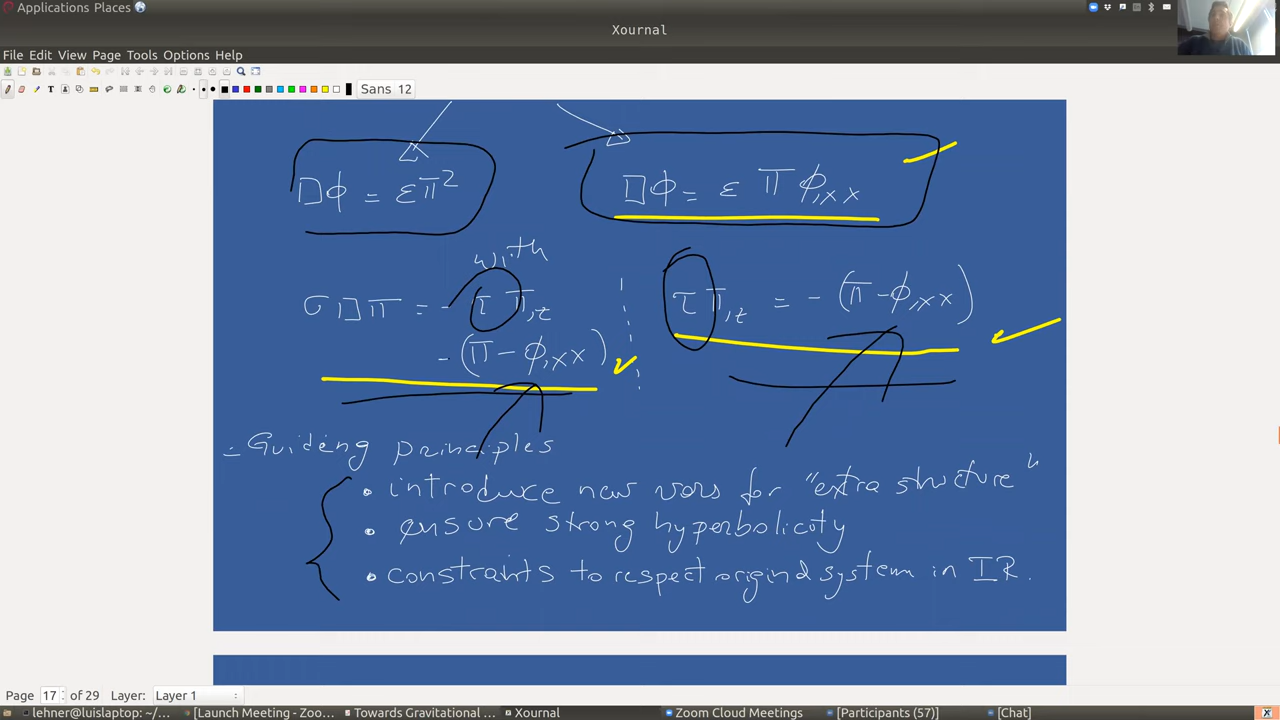 Applications Places
Xournal
File Edit View Page Tools Options Help
Sans 12
□φ = επ²
□φ = ε π φ,xx
with
σ□π = - τ π,t
- (π - φ,xx)
τπ,t = - (π - φ,xx)
- Guiding principles
• introduce new vars for "extra structure"
• ensure strong hyperbolicity
• constraints to respect original system in IR.
Page 17 of 29 Layer: Layer 1
lehner@luislaptop: ~/... [Launch Meeting - Zoo... Towards Gravitational ... Xournal Zoom Cloud Meetings [Participants (57)] [Chat]